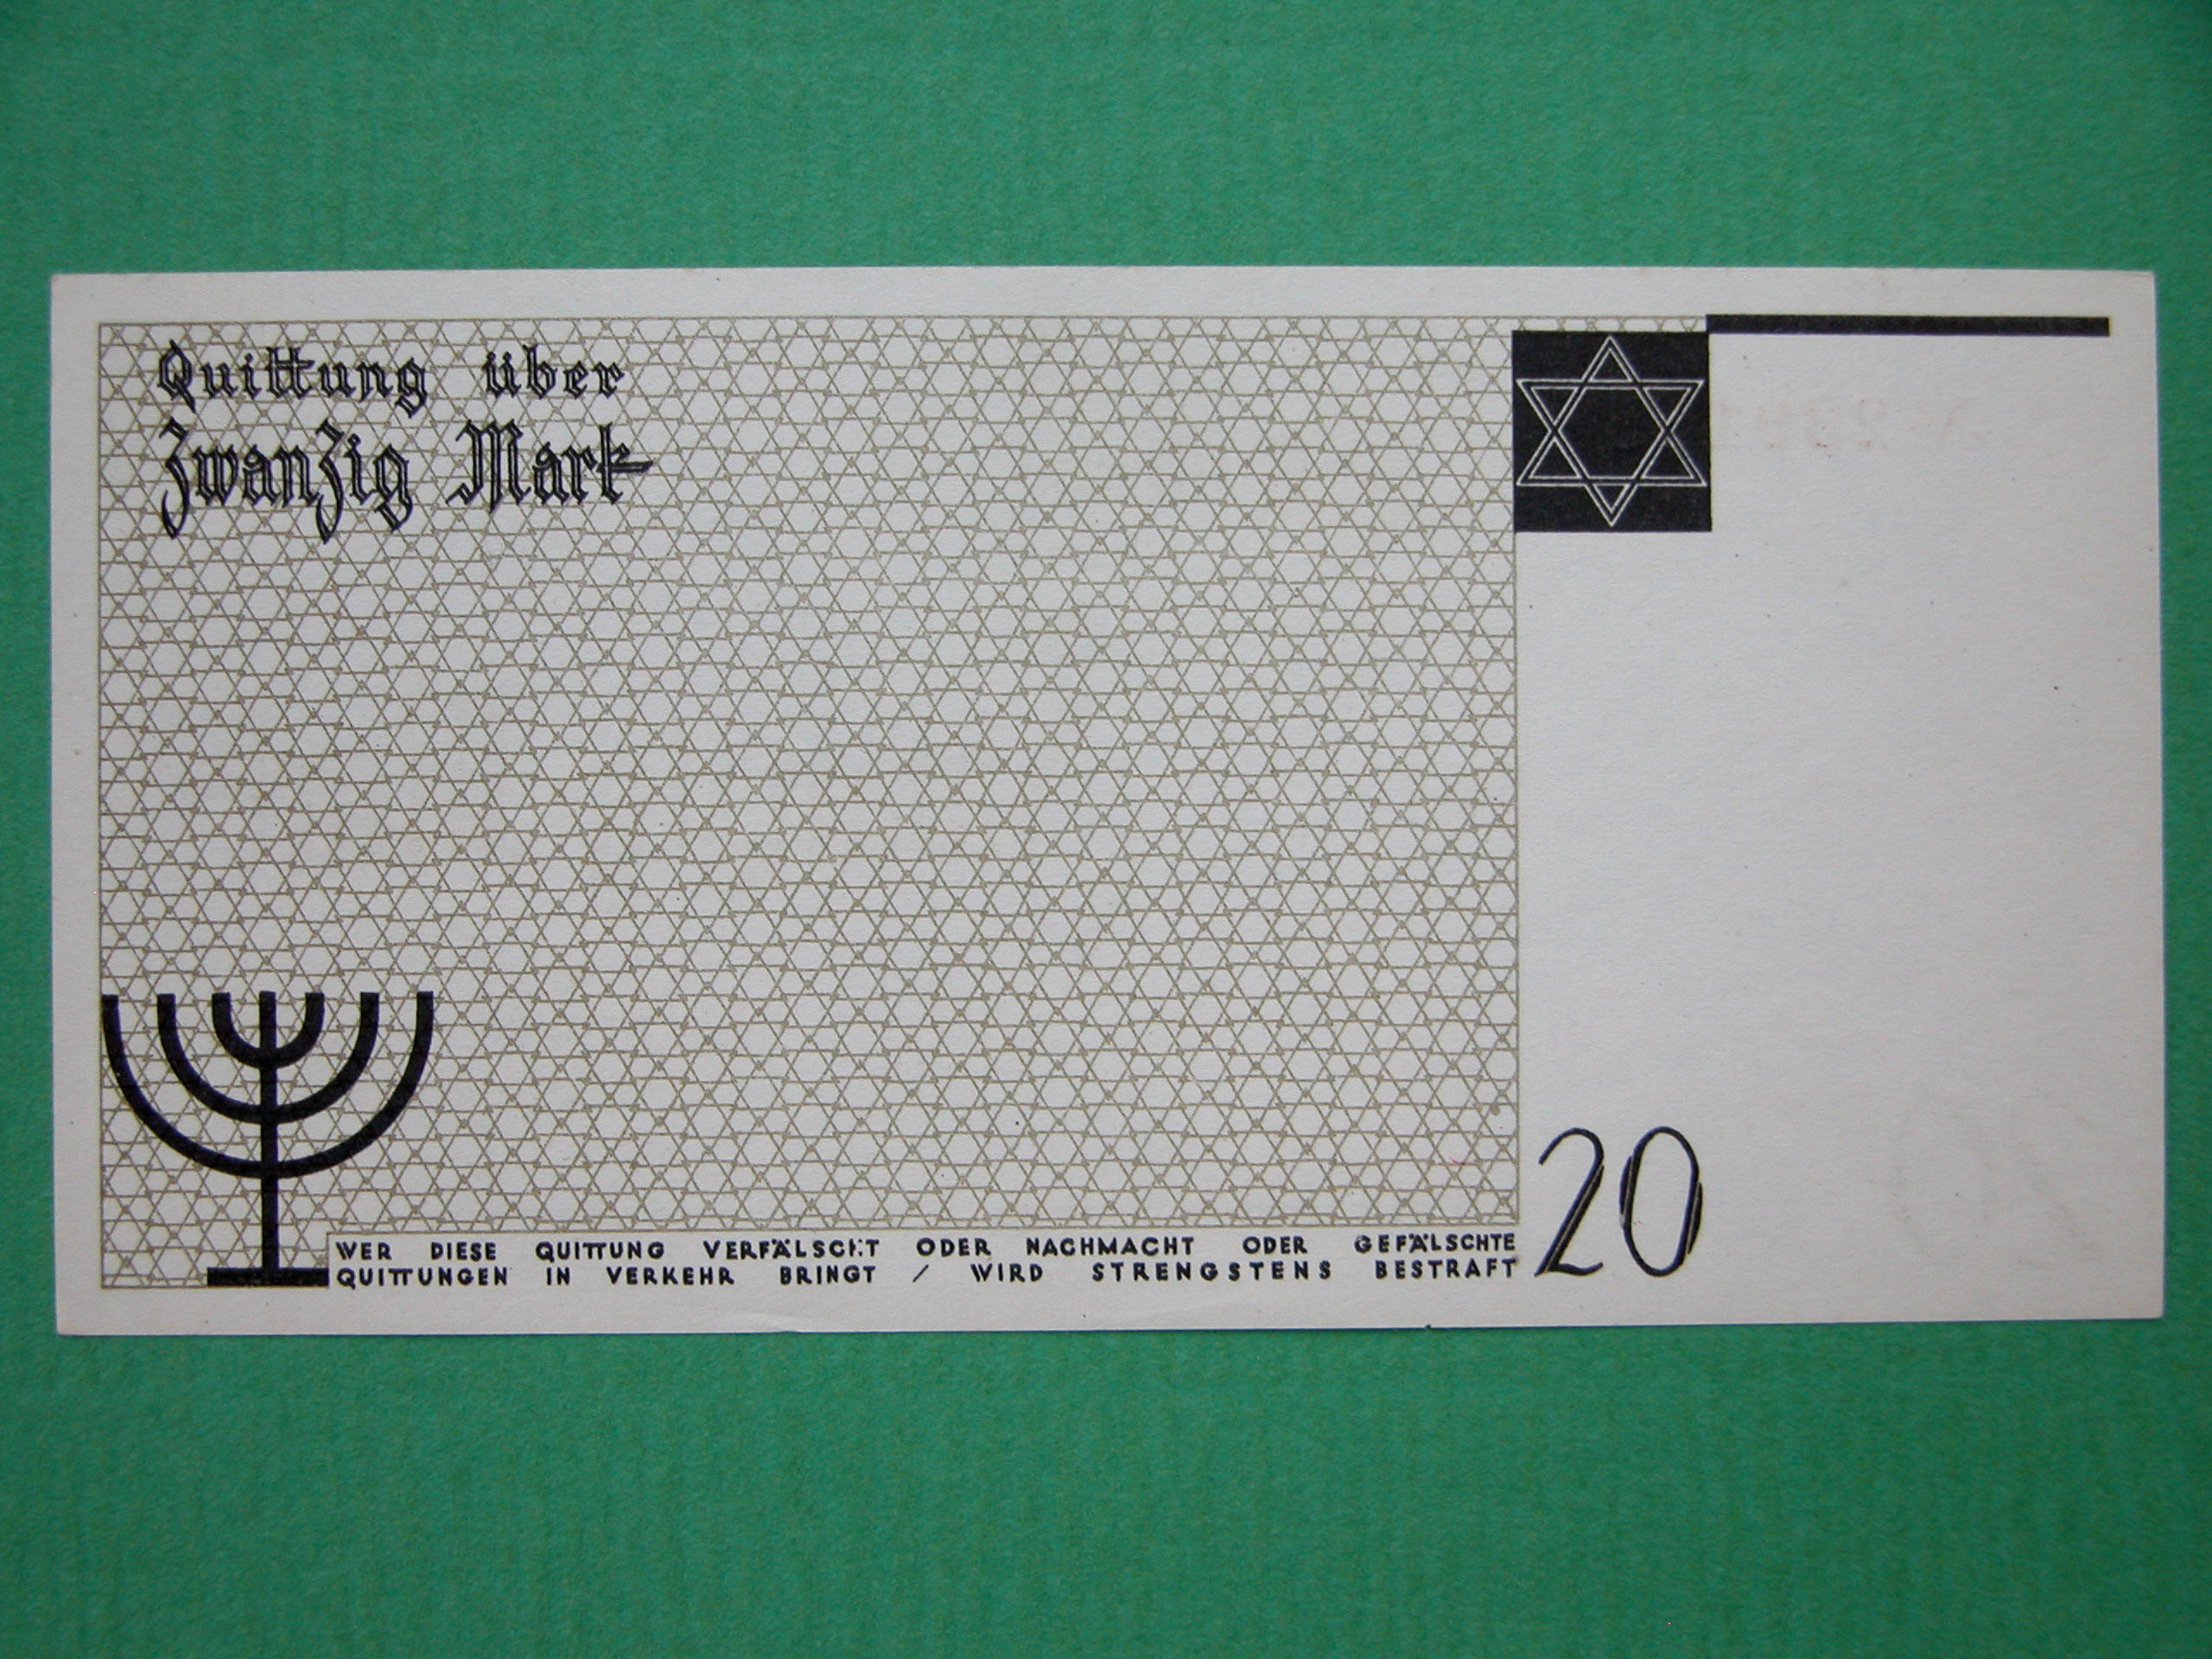 Quittung über
Zwanzig Mark
WER DIESE QUITTUNG VERFÄLSCHT ODER NACHMACHT ODER GEFÄLSCHTE
QUITTUNGEN IN VERKEHR BRINGT / WIRD STRENGSTENS BESTRAFT
20